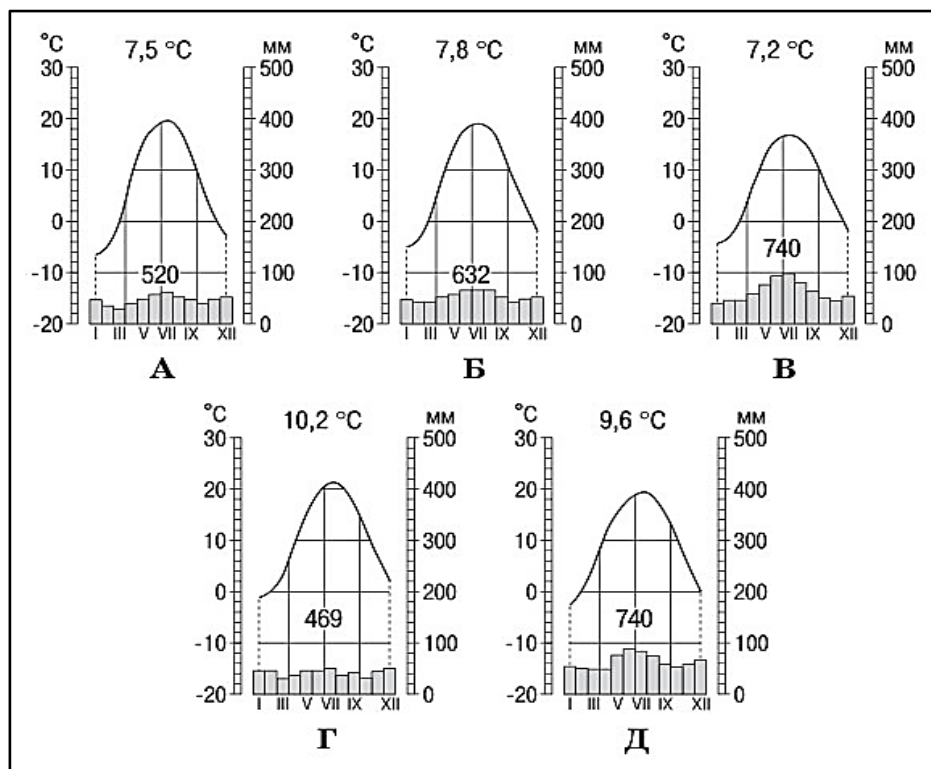 °C 7,5 °C мм
30 500
20 400
10 300
0 200
-10 520 100
-20 0
I III V VII IX XII
А
°C 7,8 °C мм
30 500
20 400
10 300
0 200
-10 632 100
-20 0
I III V VII IX XII
Б
°C 7,2 °C мм
30 500
20 400
10 300
0 740 200
-10 100
-20 0
I III V VII IX XII
В
°C 10,2 °C мм
30 500
20 400
10 300
0 200
469
-10 100
-20 0
I III V VII IX XII
Г
°C 9,6 °C мм
30 500
20 400
10 300
0 200
740
-10 100
-20 0
I III V VII IX XII
Д